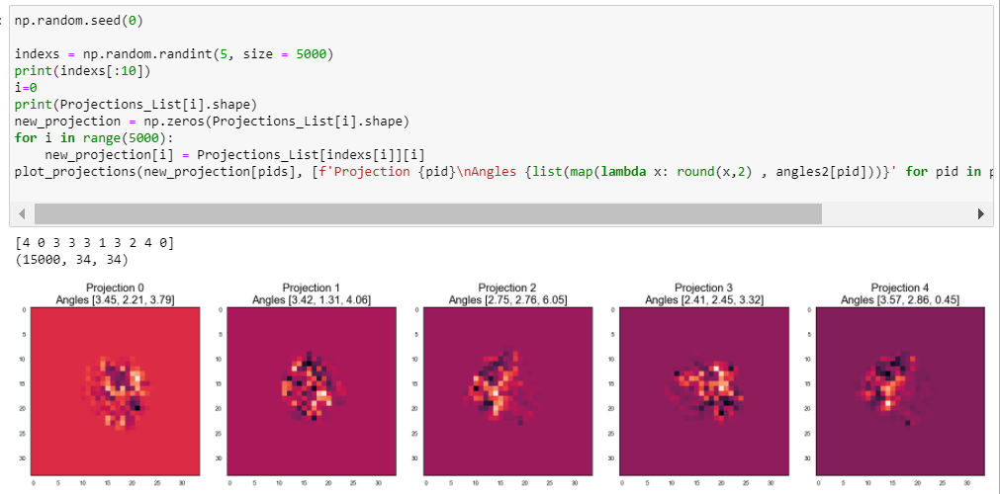 :
np.random.seed(0)
indexs = np.random.randint(5, size = 5000)
print(indexs[:10])
i=0
print(Projections_List[i].shape)
new_projection = np.zeros(Projections_List[i].shape)
for i in range(5000):
    new_projection[i] = Projections_List[indexs[i]][i]
plot_projections(new_projection[pids], [f'Projection {pid}\nAngles {list(map(lambda x: round(x,2) , angles2[pid]))}' for pid in p
[4 0 3 3 3 1 3 2 4 0]
(15000, 34, 34)
Projection 0 Projection 1 Projection 2 Projection 3 Projection 4
Angles [3.45, 2.21, 3.79] Angles [3.42, 1.31, 4.06] Angles [2.75, 2.76, 6.05] Angles [2.41, 2.45, 3.32] Angles [3.57, 2.86, 0.45]
0 0 0 0 0
5 5 5 5 5
10 10 10 10 10
15 15 15 15 15
20 20 20 20 20
25 25 25 25 25
30 30 30 30 30
0 5 10 15 20 25 30 0 5 10 15 20 25 30 0 5 10 15 20 25 30 0 5 10 15 20 25 30 0 5 10 15 20 25 30